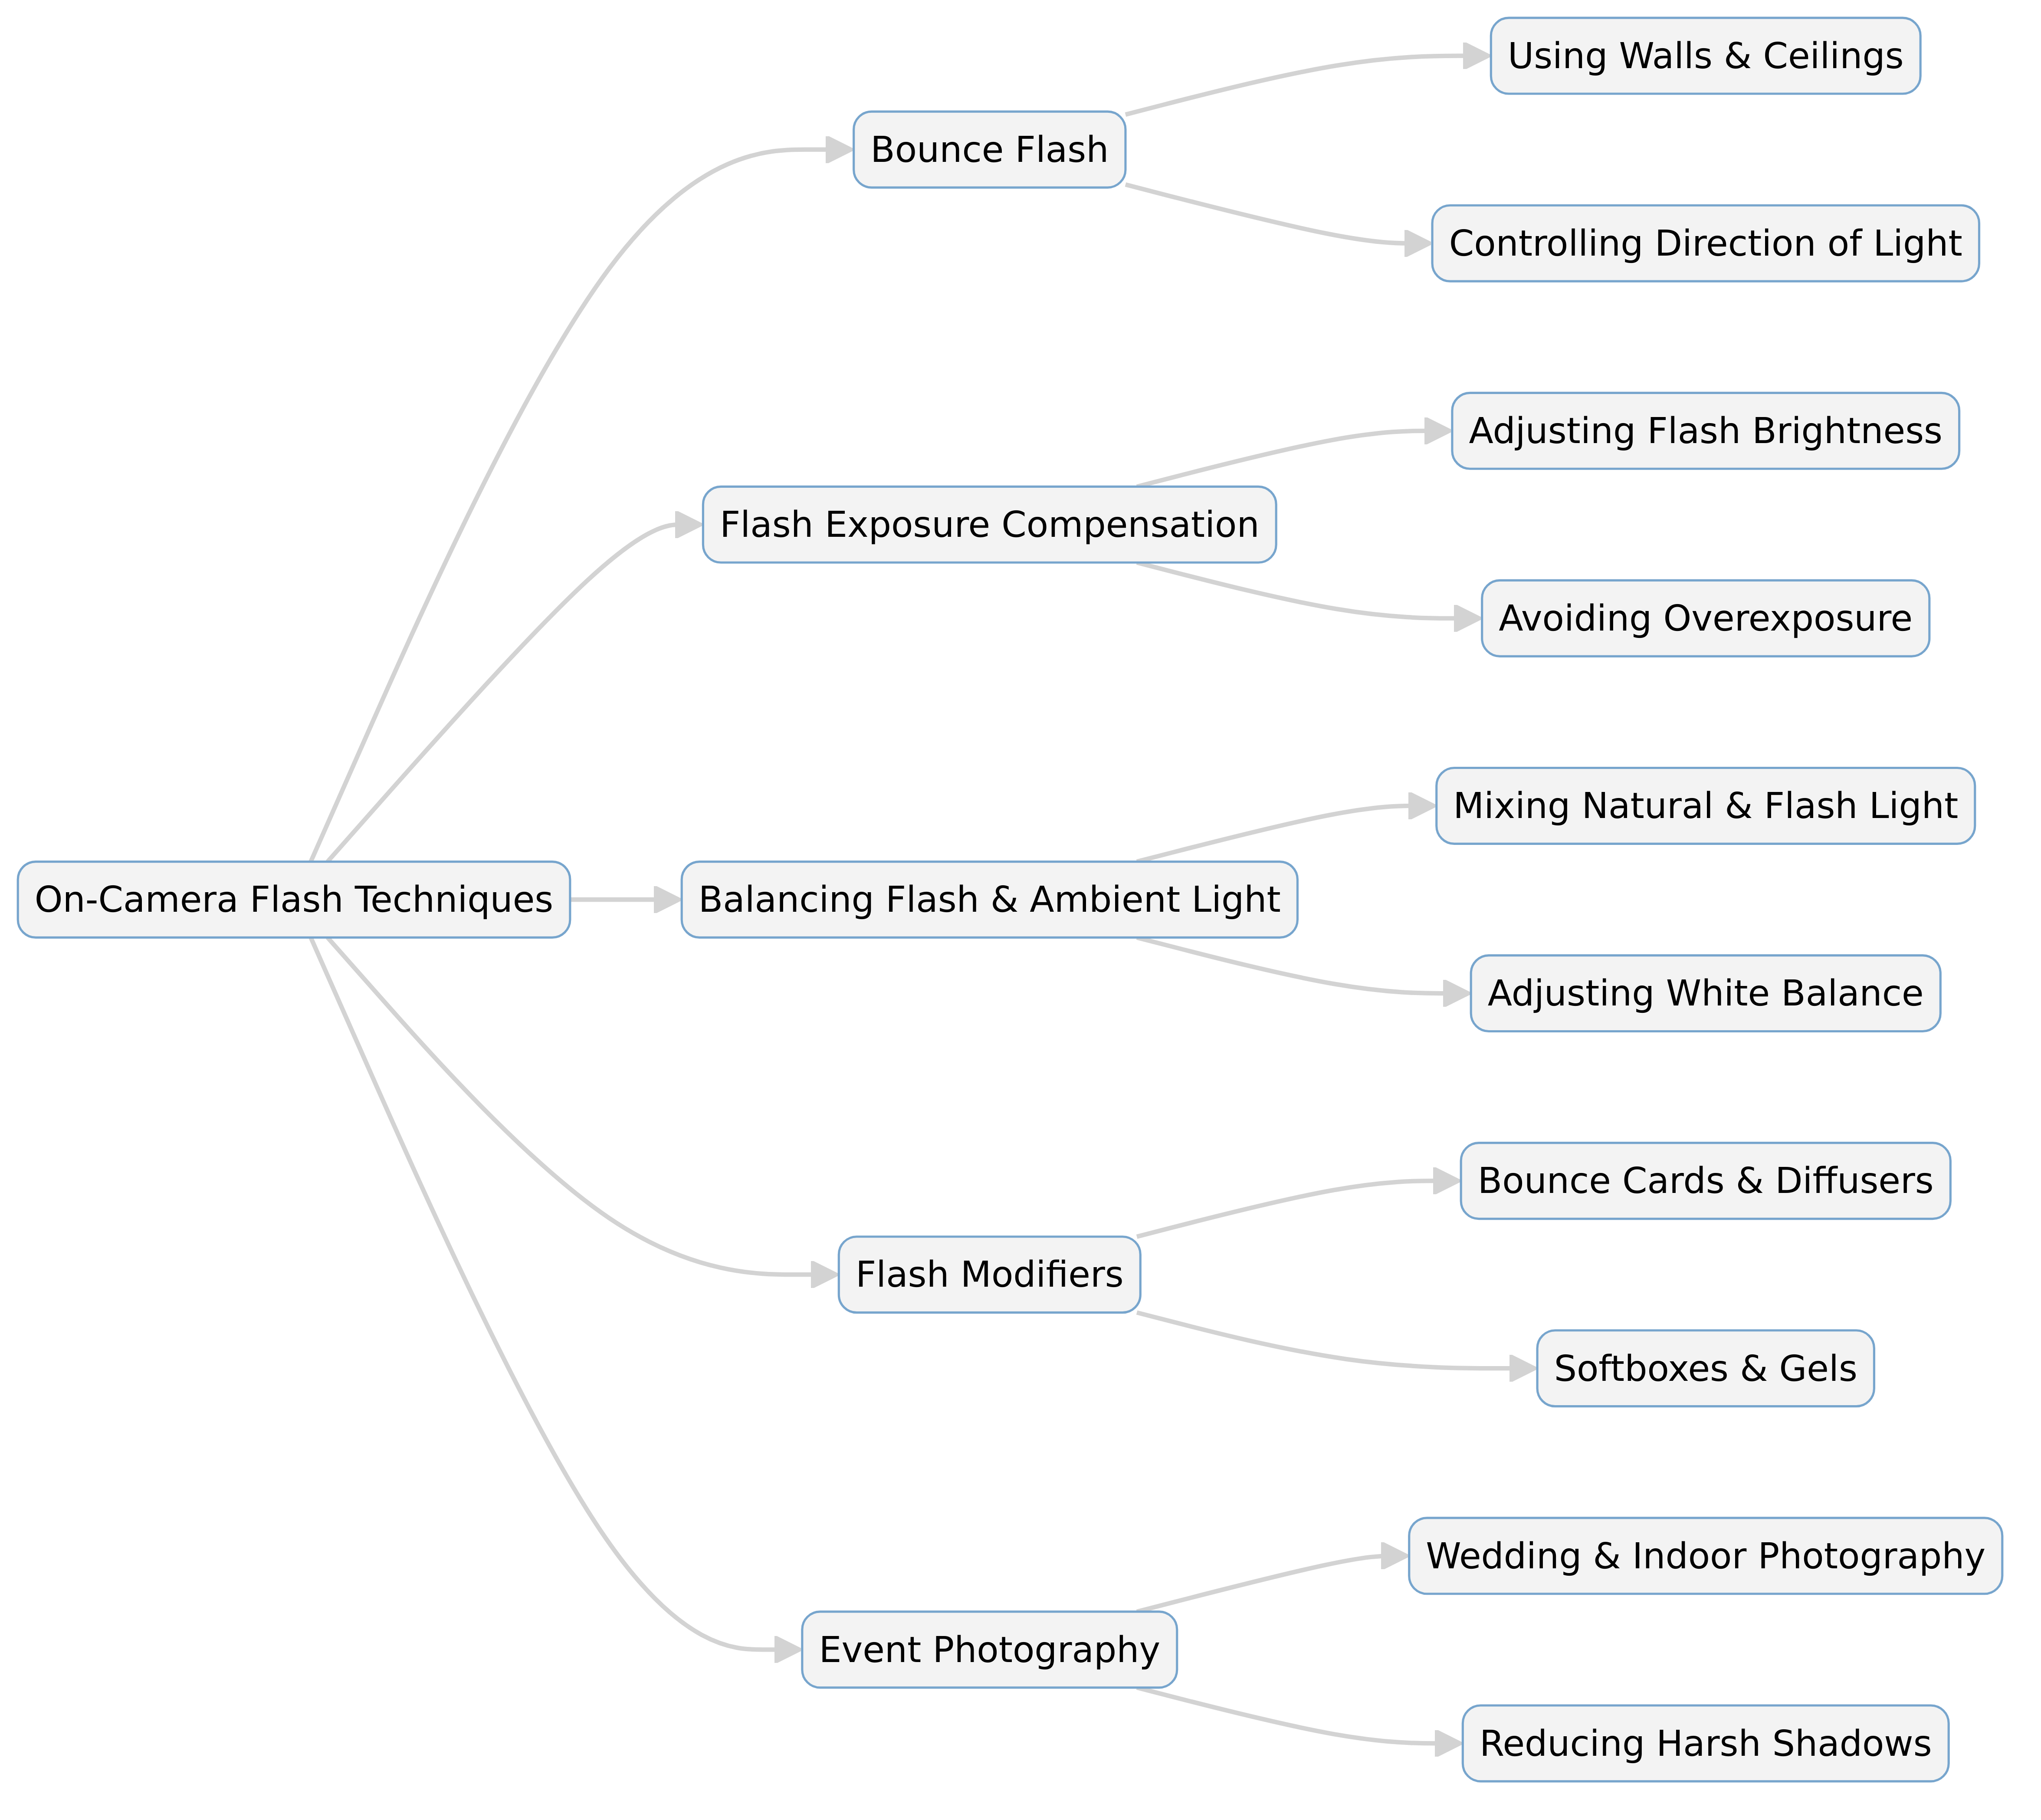 On-Camera Flash Techniques
Bounce Flash
Using Walls & Ceilings
Controlling Direction of Light
Flash Exposure Compensation
Adjusting Flash Brightness
Avoiding Overexposure
Balancing Flash & Ambient Light
Mixing Natural & Flash Light
Adjusting White Balance
Flash Modifiers
Bounce Cards & Diffusers
Softboxes & Gels
Event Photography
Wedding & Indoor Photography
Reducing Harsh Shadows